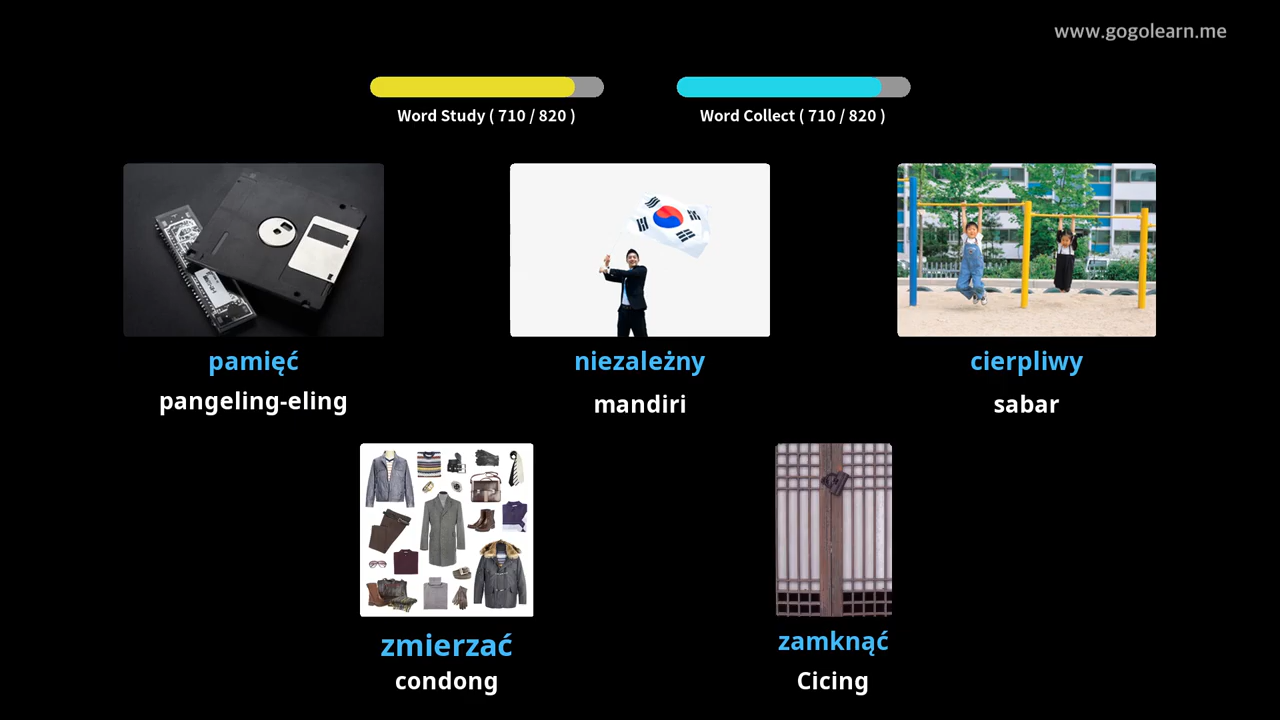 www.gogolearn.me
Word Study ( 710 / 820 )
Word Collect ( 710 / 820 )
pamięć
niezależny
cierpliwy
pangeling-eling
mandiri
sabar
zmierzać
zamknąć
condong
Cicing